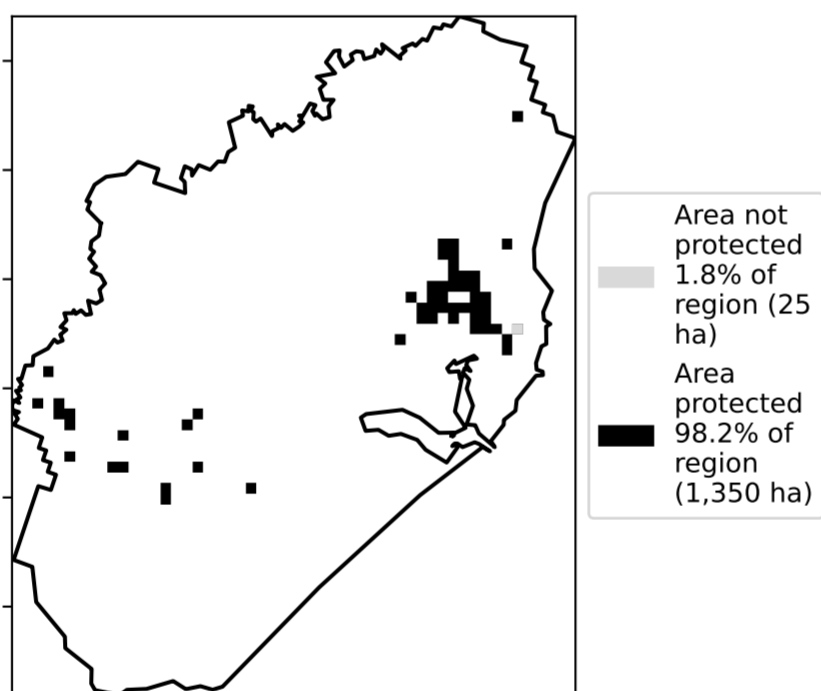 Area not
protected
1.8% of
region (25
ha)
Area
protected
98.2% of
region
(1,350 ha)